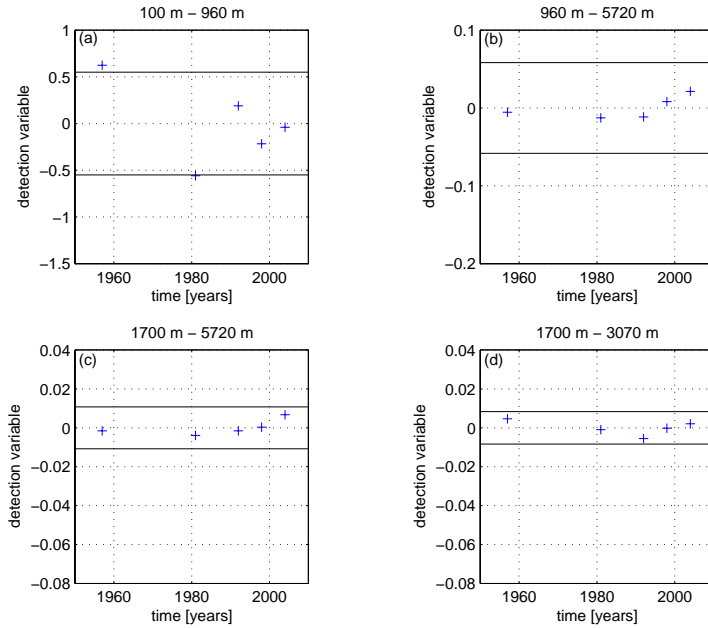 100 m − 960 m
(a)
detection variable
1
0.5
0
−0.5
−1
−1.5
1960 1980 2000
time [years]
960 m − 5720 m
(b)
detection variable
0.1
0
−0.1
−0.2
1960 1980 2000
time [years]
1700 m − 5720 m
(c)
detection variable
0.04
0.02
0
−0.02
−0.04
−0.06
−0.08
1960 1980 2000
time [years]
1700 m − 3070 m
(d)
detection variable
0.04
0.02
0
−0.02
−0.04
−0.06
−0.08
1960 1980 2000
time [years]